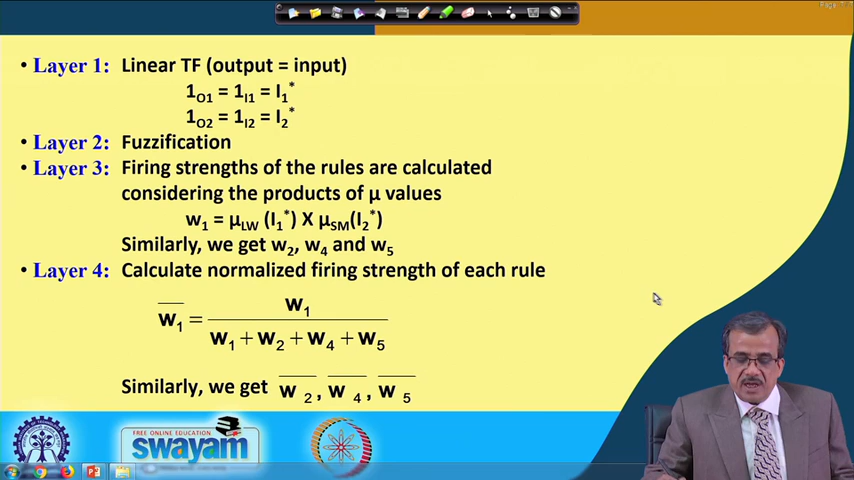 • Layer 1: Linear TF (output = input)
1O1 = 1I1 = I1*
1O2 = 1I2 = I2*
• Layer 2: Fuzzification
• Layer 3: Firing strengths of the rules are calculated
considering the products of μ values
w1 = μLW (I1*) X μSM(I2*)
Similarly, we get w2, w4 and w5
• Layer 4: Calculate normalized firing strength of each rule
w̅1 = w1 / (w1 + w2 + w4 + w5)
Similarly, we get w̅2, w̅4, w̅5
FREE ONLINE EDUCATION
swayam